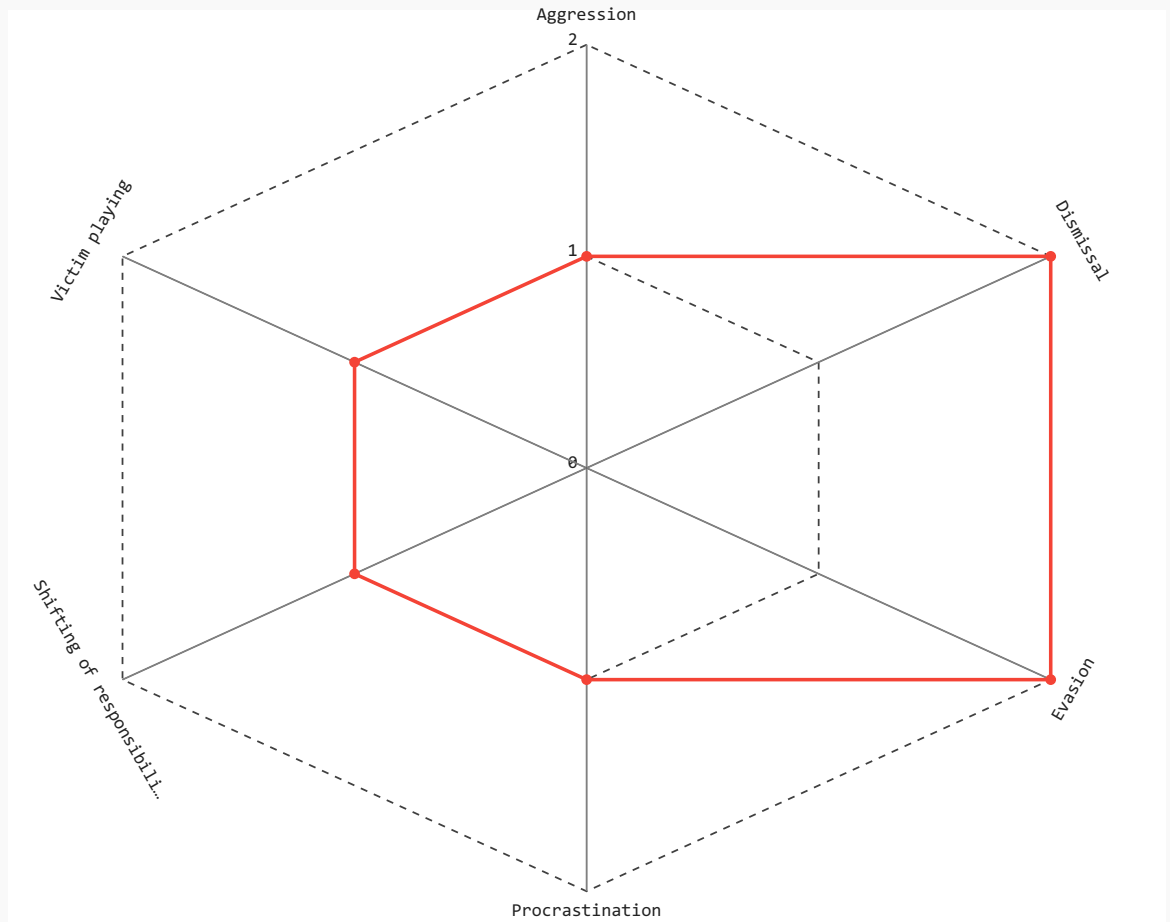 Aggression
2
Victim playing
Dismissal
1
0
Shifting of responsibili…
Evasion
Procrastination